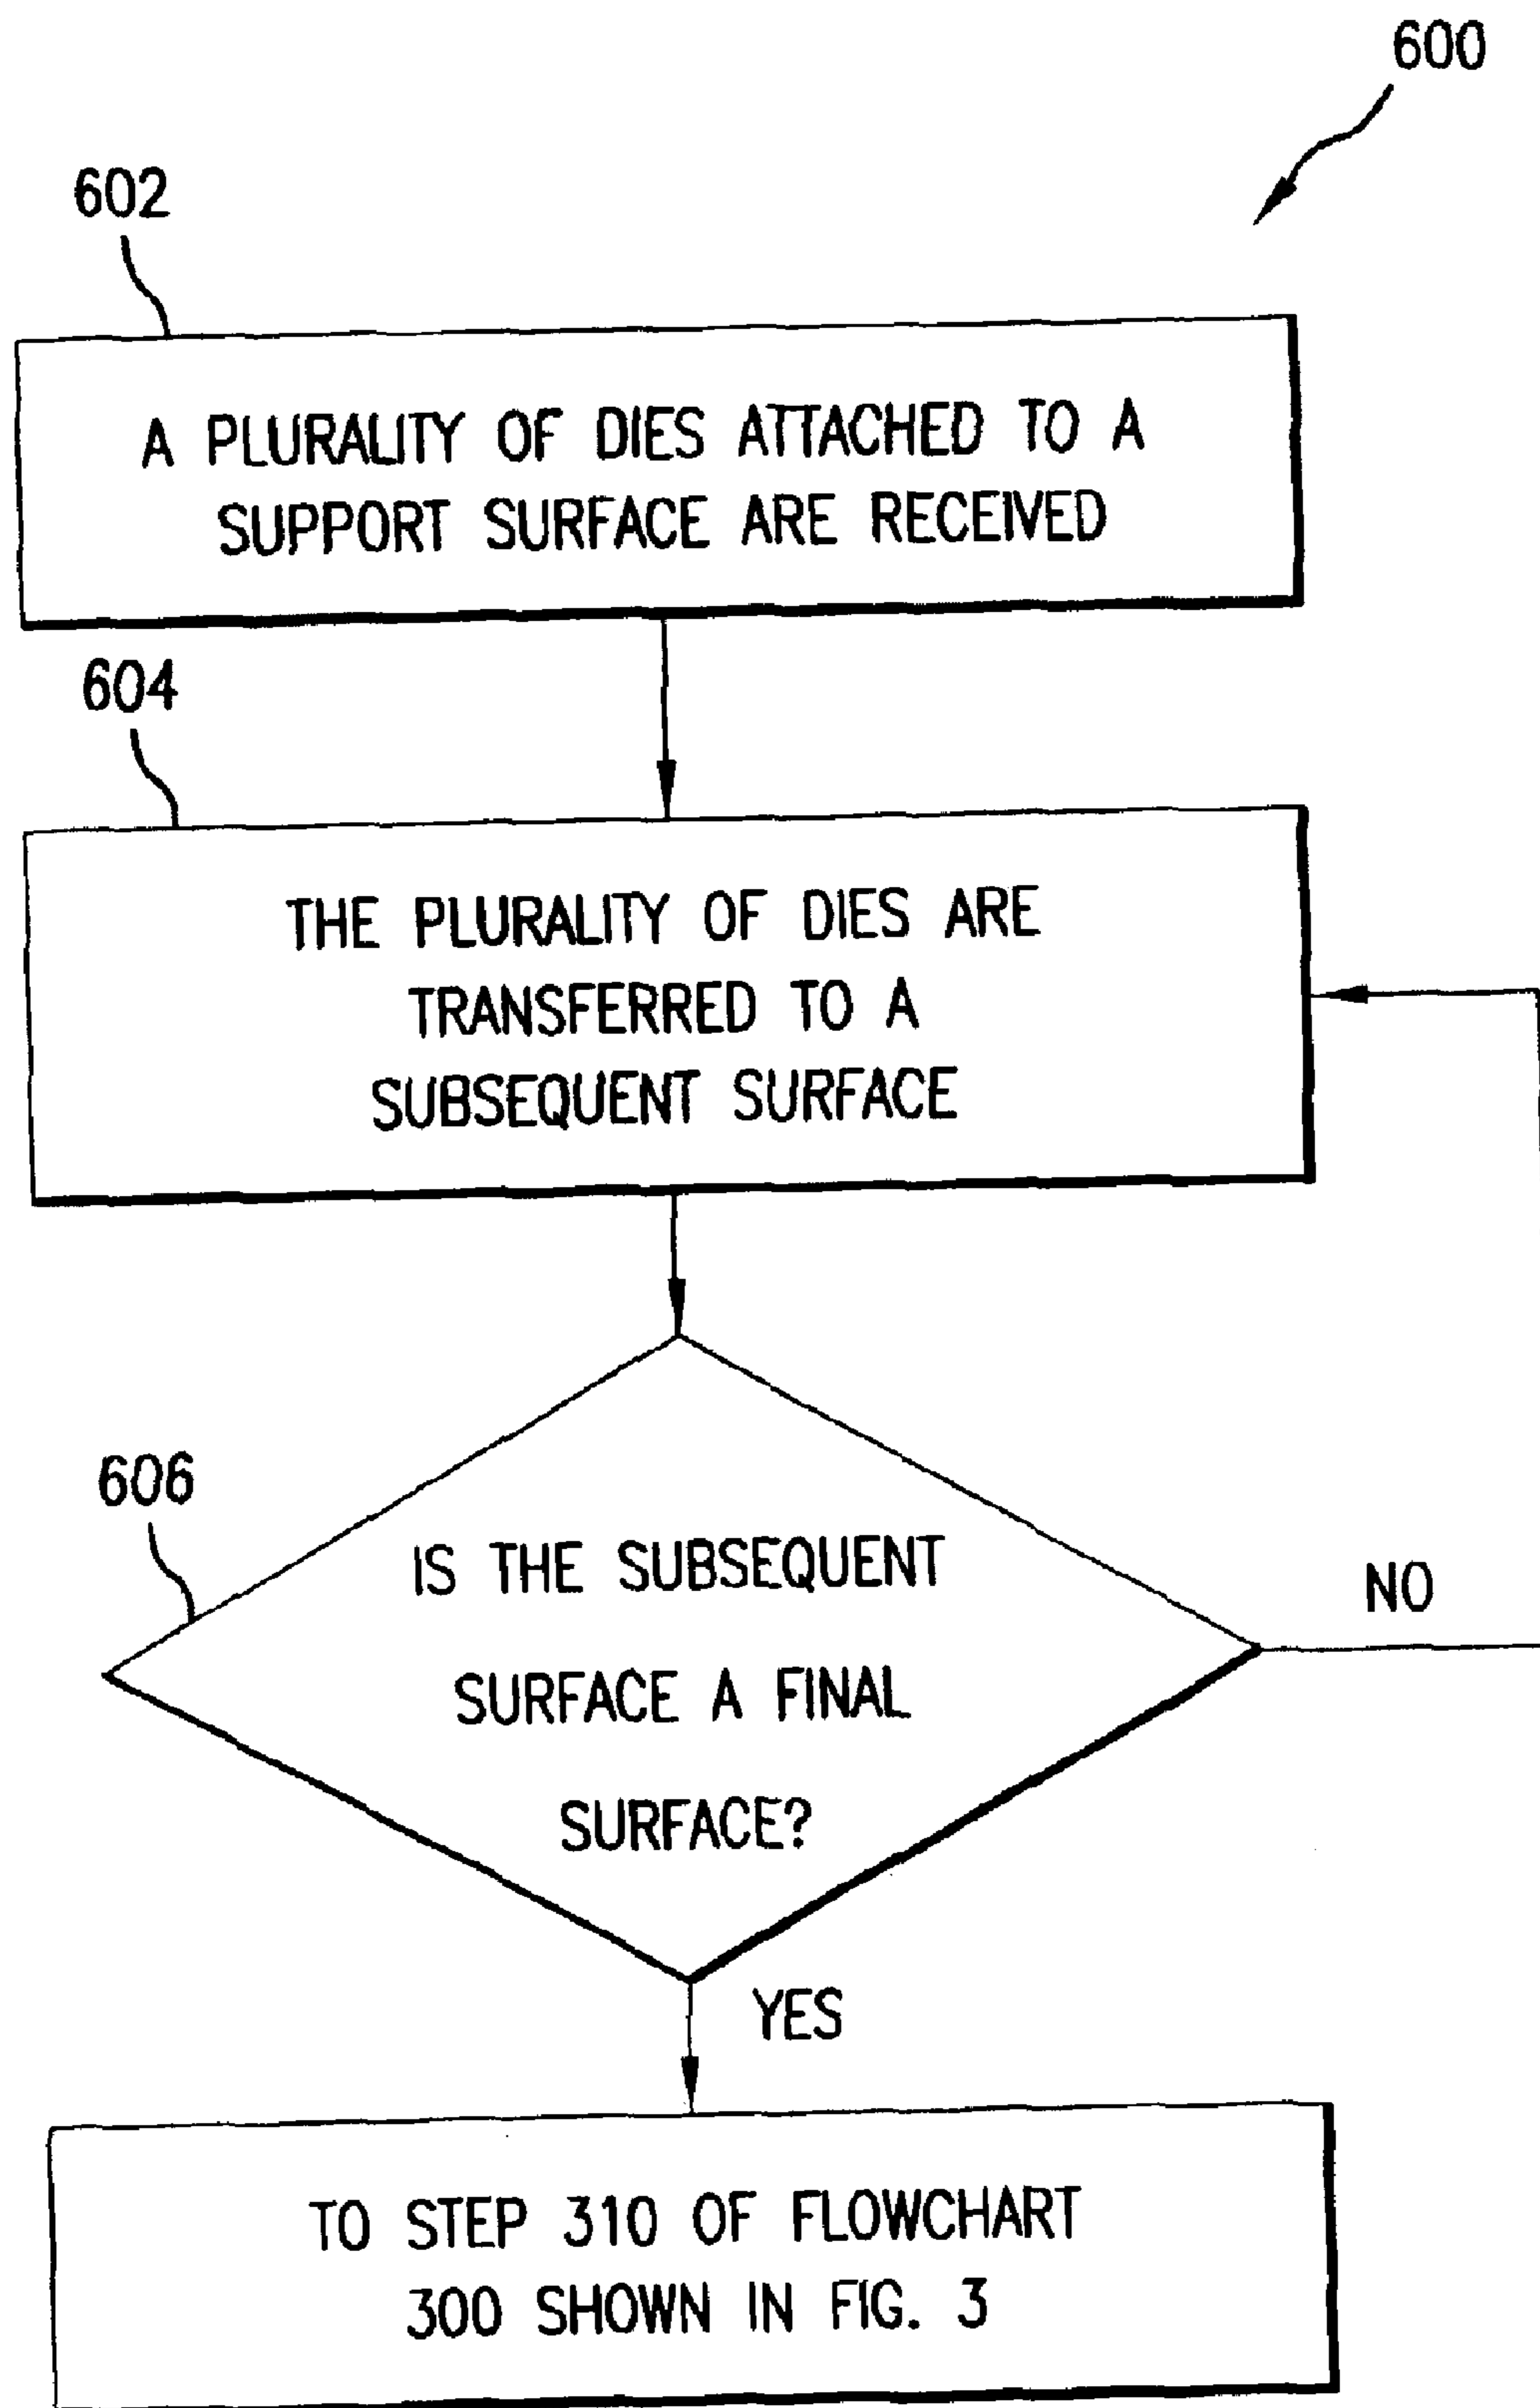 600
602
A PLURALITY OF DIES ATTACHED TO A
SUPPORT SURFACE ARE RECEIVED
604
THE PLURALITY OF DIES ARE
TRANSFERRED TO A
SUBSEQUENT SURFACE
606
IS THE SUBSEQUENT
SURFACE A FINAL
SURFACE?
NO
YES
TO STEP 310 OF FLOWCHART
300 SHOWN IN FIG. 3